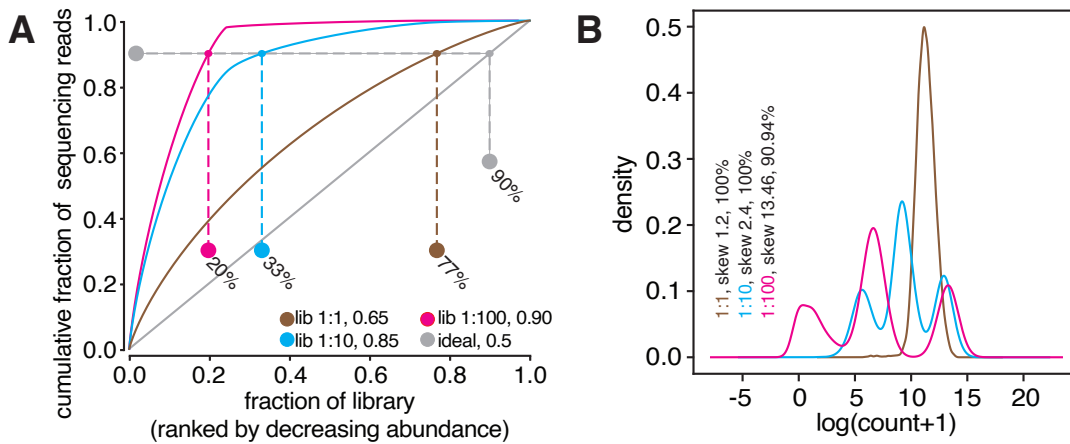 A
cumulative fraction of sequencing reads
1.0
0.8
0.6
0.4
0.2
0.0
0.0
0.2
0.4
0.6
0.8
1.0
20%
33%
77%
90%
lib 1:1, 0.65
lib 1:10, 0.85
lib 1:100, 0.90
ideal, 0.5
fraction of library
(ranked by decreasing abundance)
B
density
0.5
0.4
0.3
0.2
0.1
0.0
1:1, skew 1.2, 100%
1:10, skew 2.4, 100%
1:100, skew 13.46, 90.94%
-5
0
5
10
15
20
log(count+1)